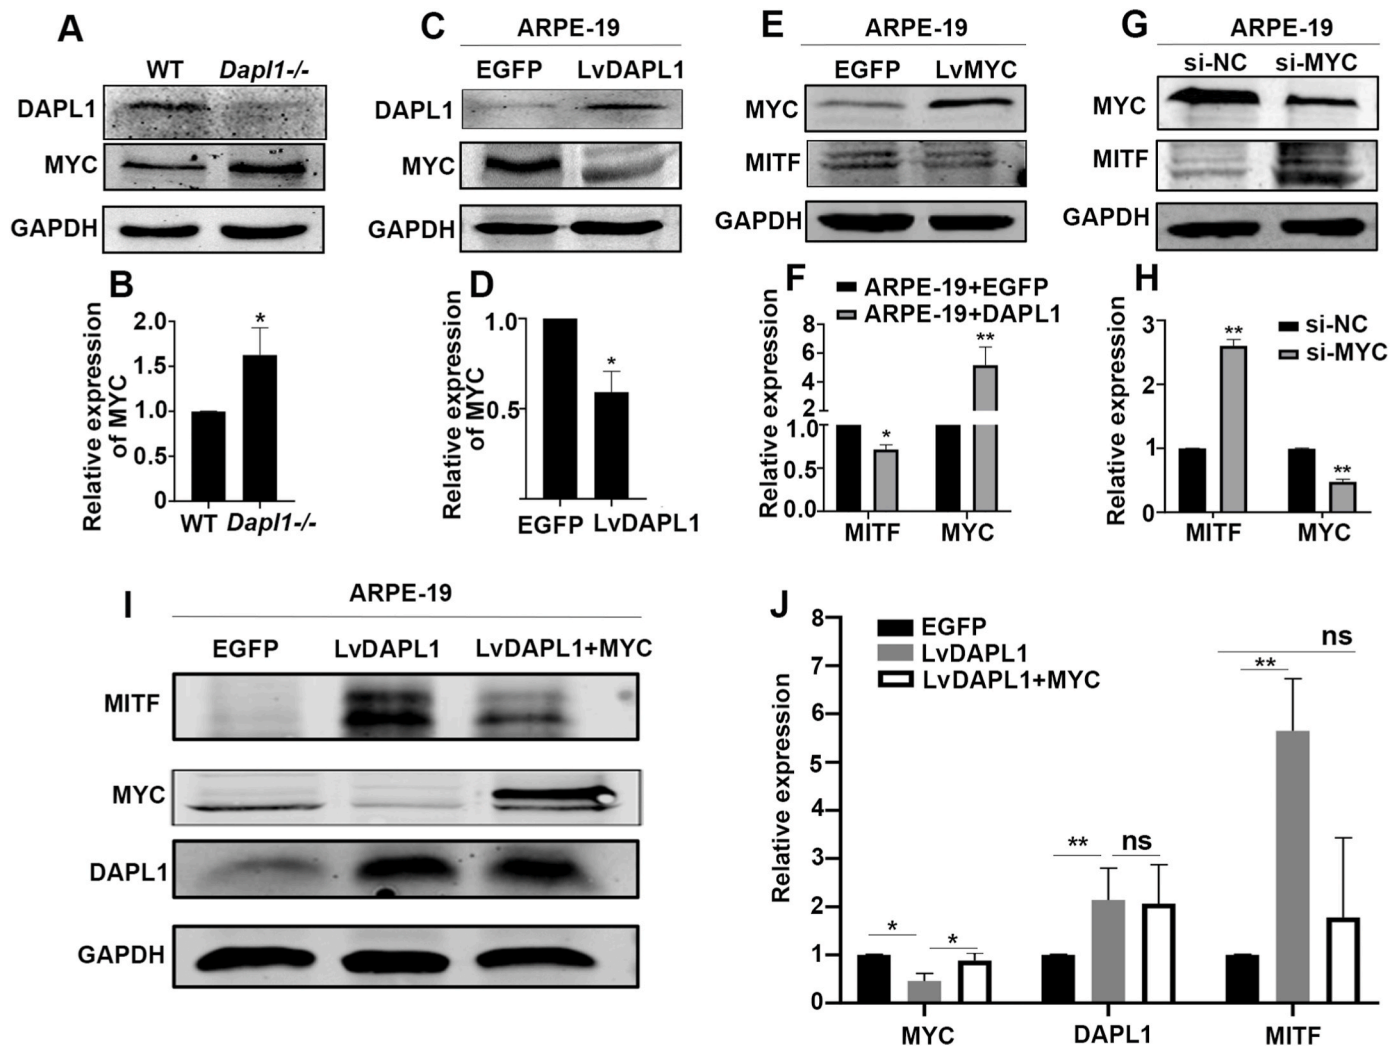 A
WT Dapl1-/-
DAPL1
MYC
GAPDH
B
Relative expression
of MYC
2.0
1.5
1.0
0.5
0
*
WT Dapl1-/-
C
ARPE-19
EGFP LvDAPL1
DAPL1
MYC
GAPDH
D
Relative expression
of MYC
1.0
0.5
*
EGFP LvDAPL1
E
ARPE-19
EGFP LvMYC
MYC
MITF
GAPDH
F
ARPE-19+EGFP
ARPE-19+DAPL1
Relative expression
8
6
4
2
1.0
0.5
0.0
*
**
MITF MYC
G
ARPE-19
si-NC si-MYC
MYC
MITF
GAPDH
H
si-NC
si-MYC
Relative expression
3
2
1
0
**
**
MITF MYC
I
ARPE-19
EGFP LvDAPL1 LvDAPL1+MYC
MITF
MYC
DAPL1
GAPDH
J
EGFP
LvDAPL1
LvDAPL1+MYC
Relative expression
8
7
6
5
4
3
2
1
0
* *
** ns
** ns
MYC DAPL1 MITF